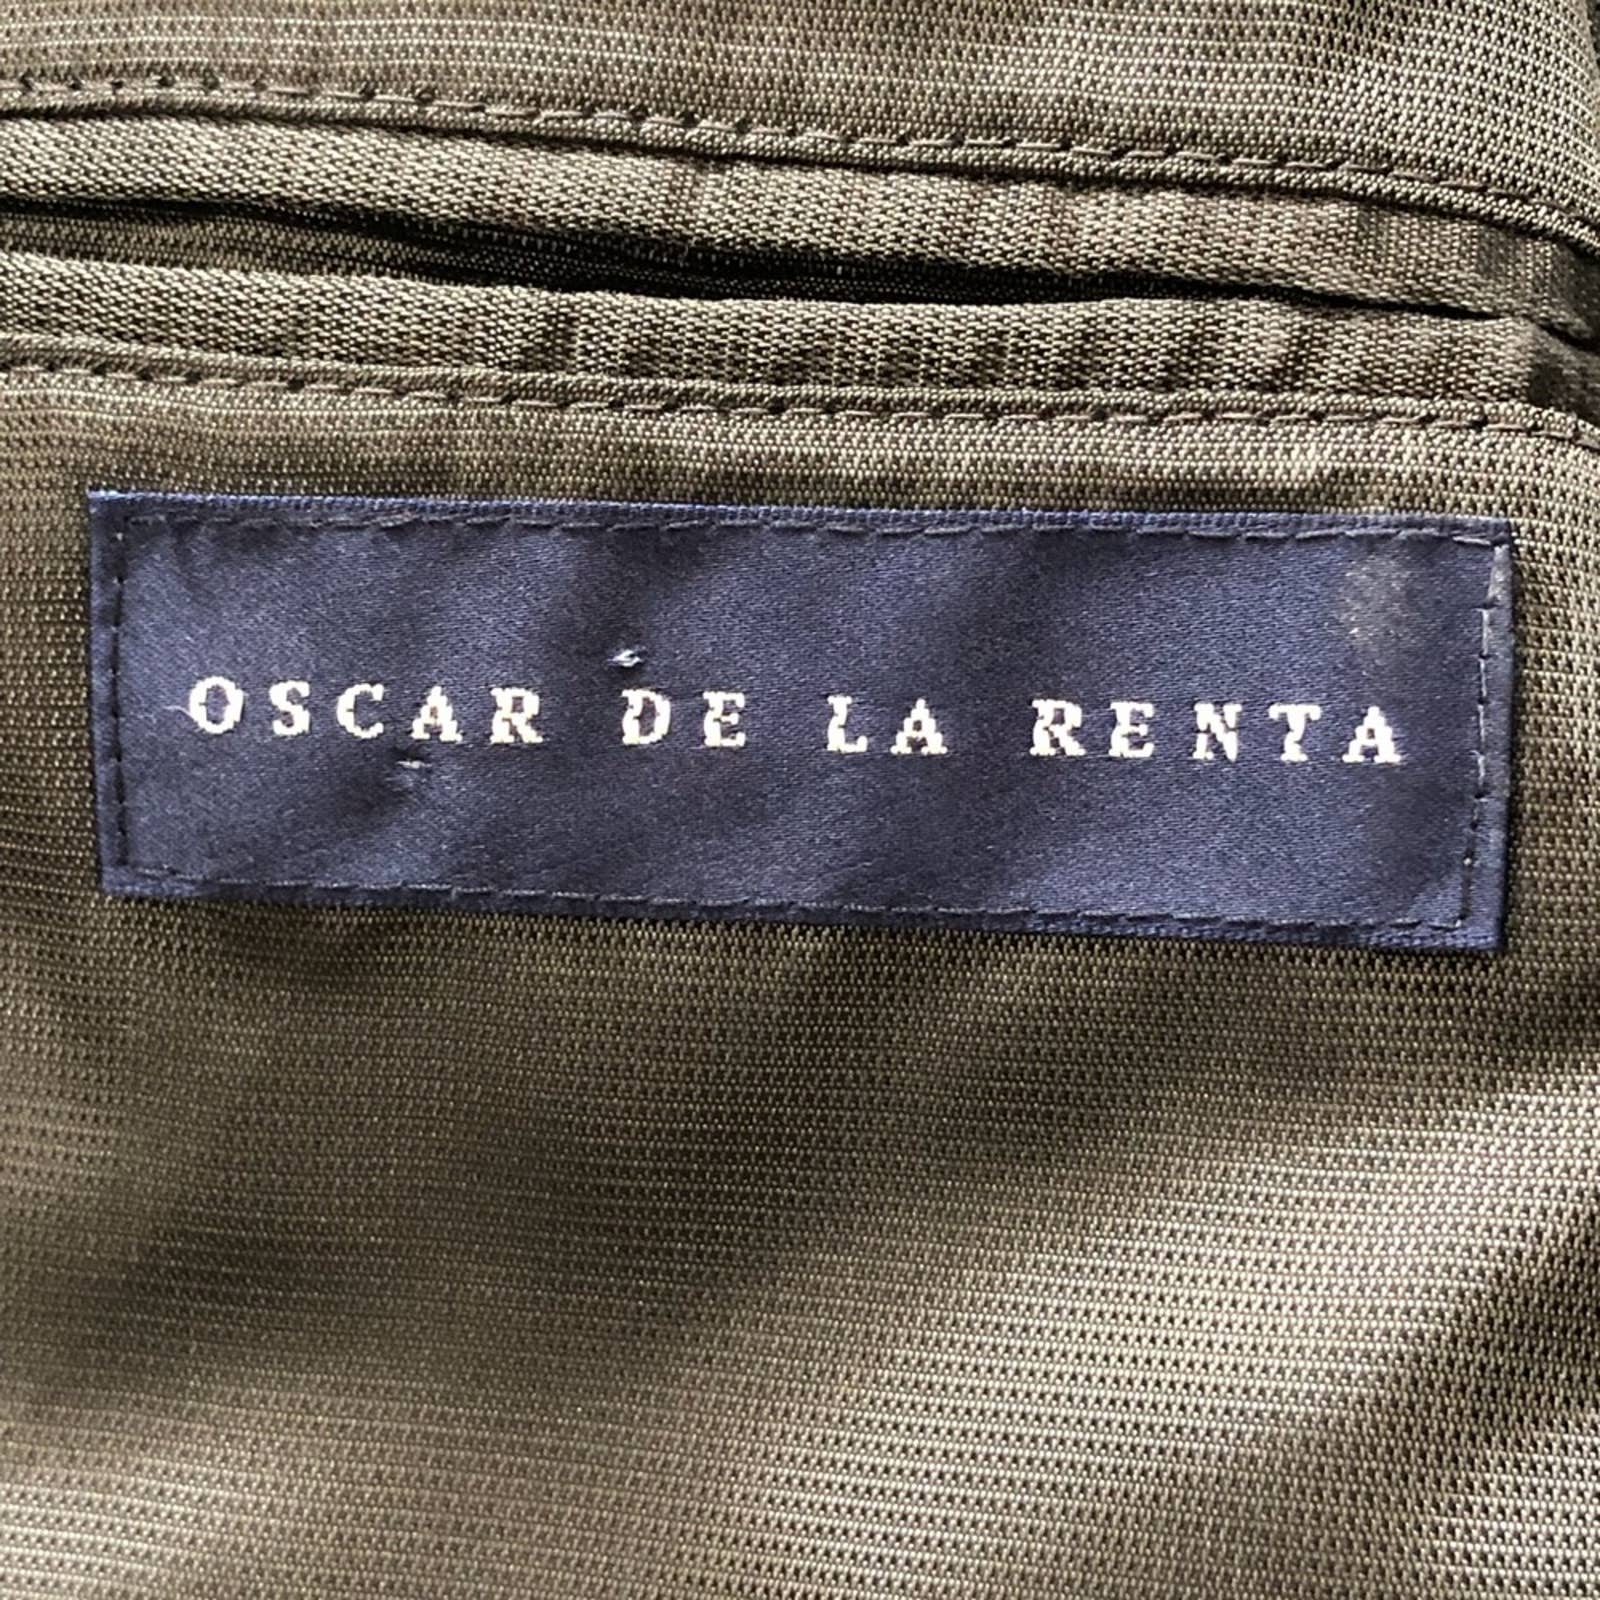 OSCAR DE LA RENTA